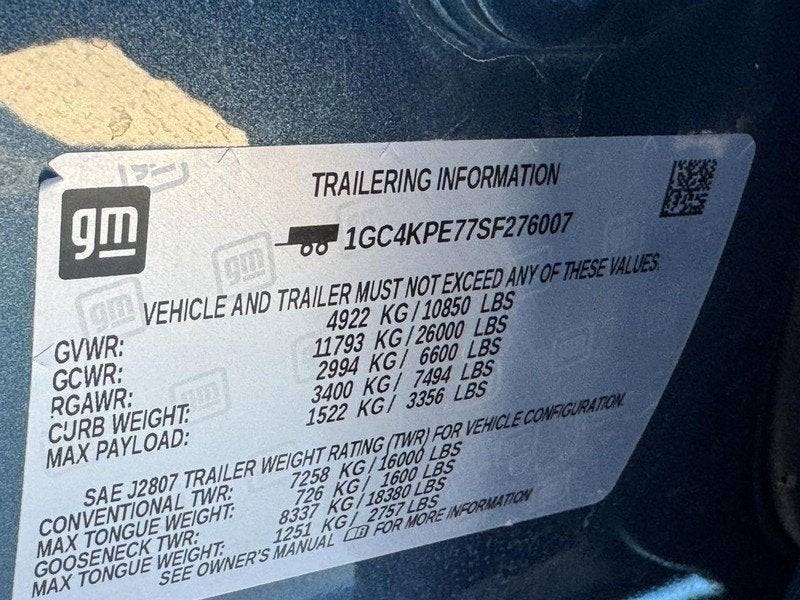 gm
TRAILERING INFORMATION
1GC4KPE77SF276007
VEHICLE AND TRAILER MUST NOT EXCEED ANY OF THESE VALUES.
GVWR: 4922 KG/10850 LBS
GCWR: 11793 KG/26000 LBS
RGAWR: 2994 KG/ 6600 LBS
CURB WEIGHT: 3400 KG/ 7494 LBS
MAX PAYLOAD: 1522 KG/ 3356 LBS
SAE J2807 TRAILER WEIGHT RATING (TWR) FOR VEHICLE CONFIGURATION.
CONVENTIONAL TWR: 7258 KG/16000 LBS
MAX TONGUE WEIGHT: 726 KG/ 1600 LBS
GOOSENECK TWR: 8337 KG/18380 LBS
MAX TONGUE WEIGHT: 1251 KG/ 2757 LBS
SEE OWNER'S MANUAL FOR MORE INFORMATION